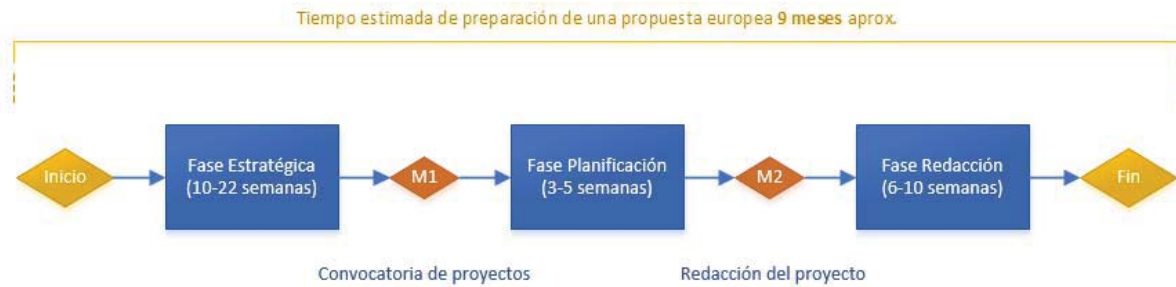 Tiempo estimada de preparación de una propuesta europea 9 meses aprox.
Inicio
Fase Estratégica
(10-22 semanas)
M1
Fase Planificación
(3-5 semanas)
M2
Fase Redacción
(6-10 semanas)
Fin
Convocatoria de proyectos
Redacción del proyecto